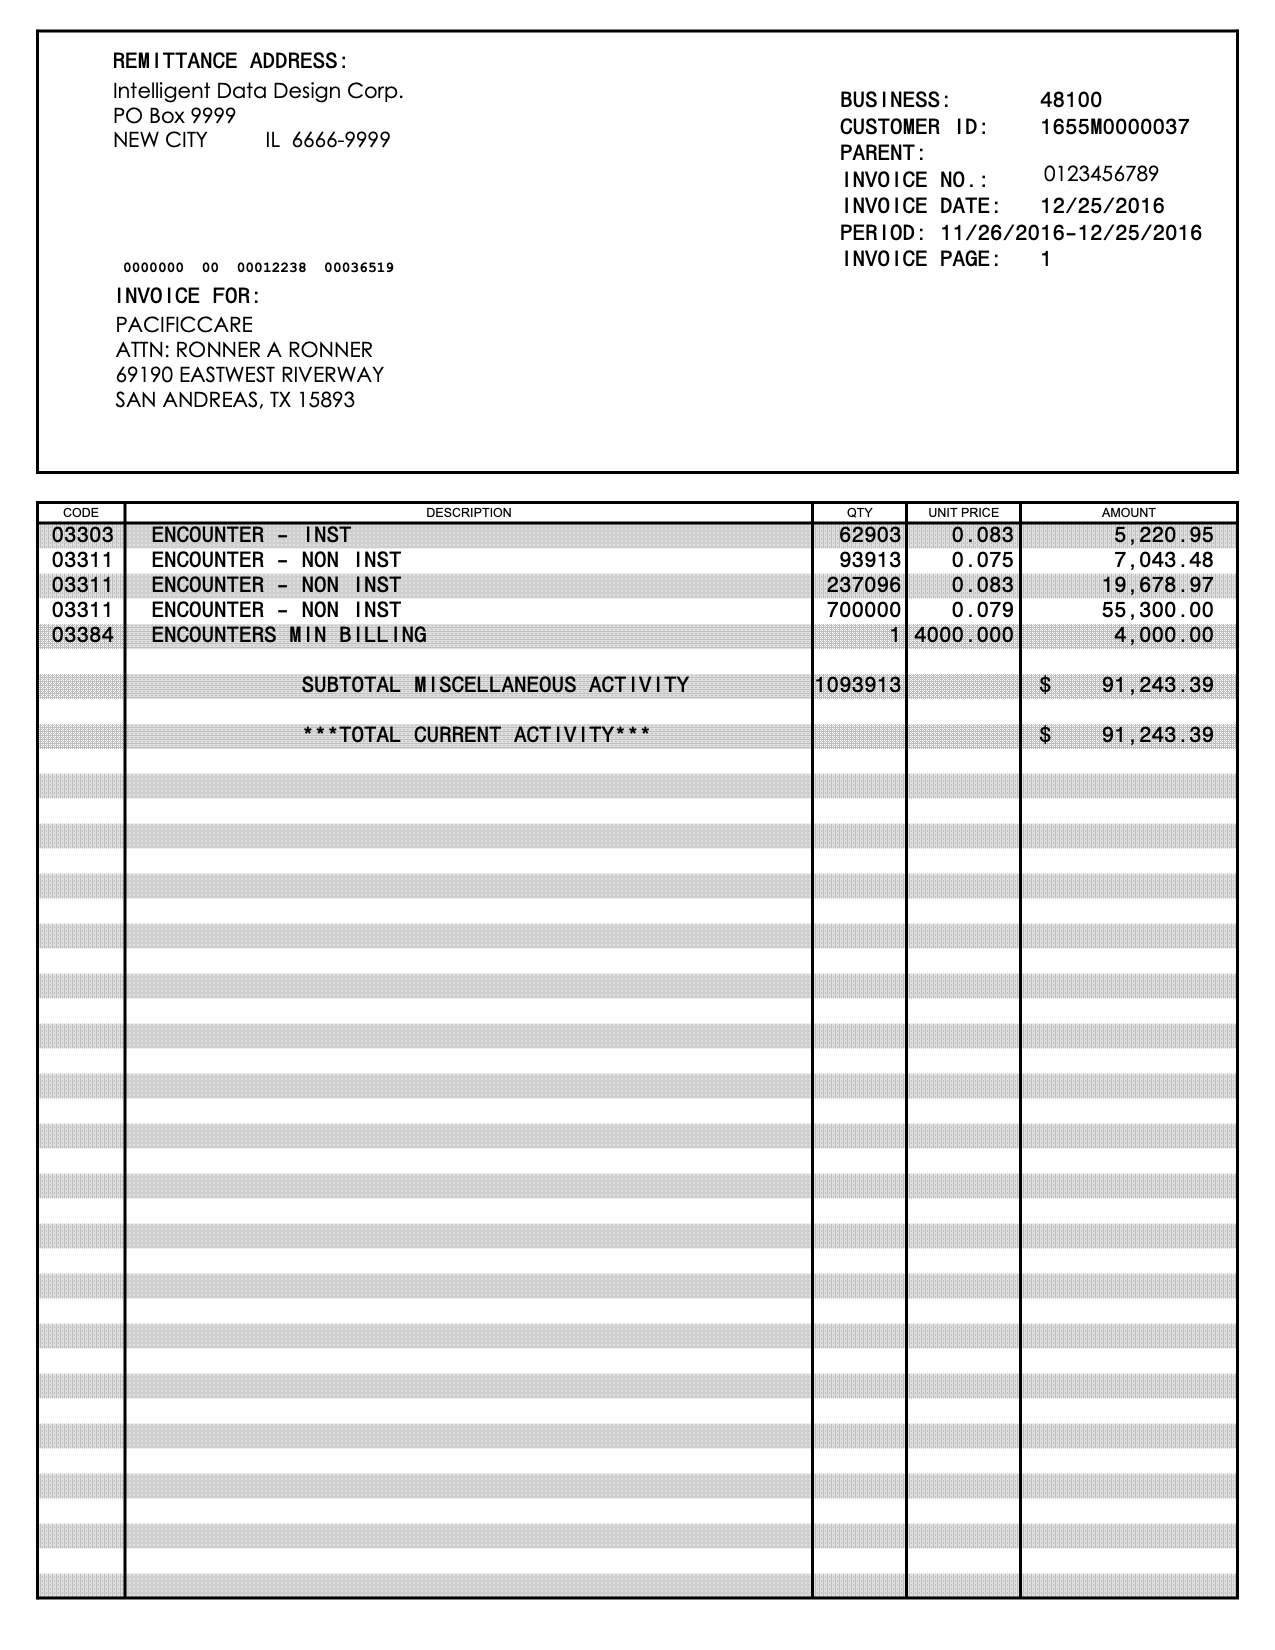 REMITTANCE ADDRESS:
Intelligent Data Design Corp.
PO Box 9999
NEW CITY IL 6666-9999
BUSINESS: 48100
CUSTOMER ID: 1655M0000037
PARENT:
INVOICE NO.: 0123456789
INVOICE DATE: 12/25/2016
PERIOD: 11/26/2016-12/25/2016
INVOICE PAGE: 1
0000000 00 00012238 00036519
INVOICE FOR:
PACIFICCARE
ATTN: RONNER A RONNER
69190 EASTWEST RIVERWAY
SAN ANDREAS, TX 15893
CODE DESCRIPTION QTY UNIT PRICE AMOUNT
03303 ENCOUNTER - INST 62903 0.083 5,220.95
03311 ENCOUNTER - NON INST 93913 0.075 7,043.48
03311 ENCOUNTER - NON INST 237096 0.083 19,678.97
03311 ENCOUNTER - NON INST 700000 0.079 55,300.00
03384 ENCOUNTERS MIN BILLING 1 4000.000 4,000.00
SUBTOTAL MISCELLANEOUS ACTIVITY 1093913 $ 91,243.39
***TOTAL CURRENT ACTIVITY*** $ 91,243.39